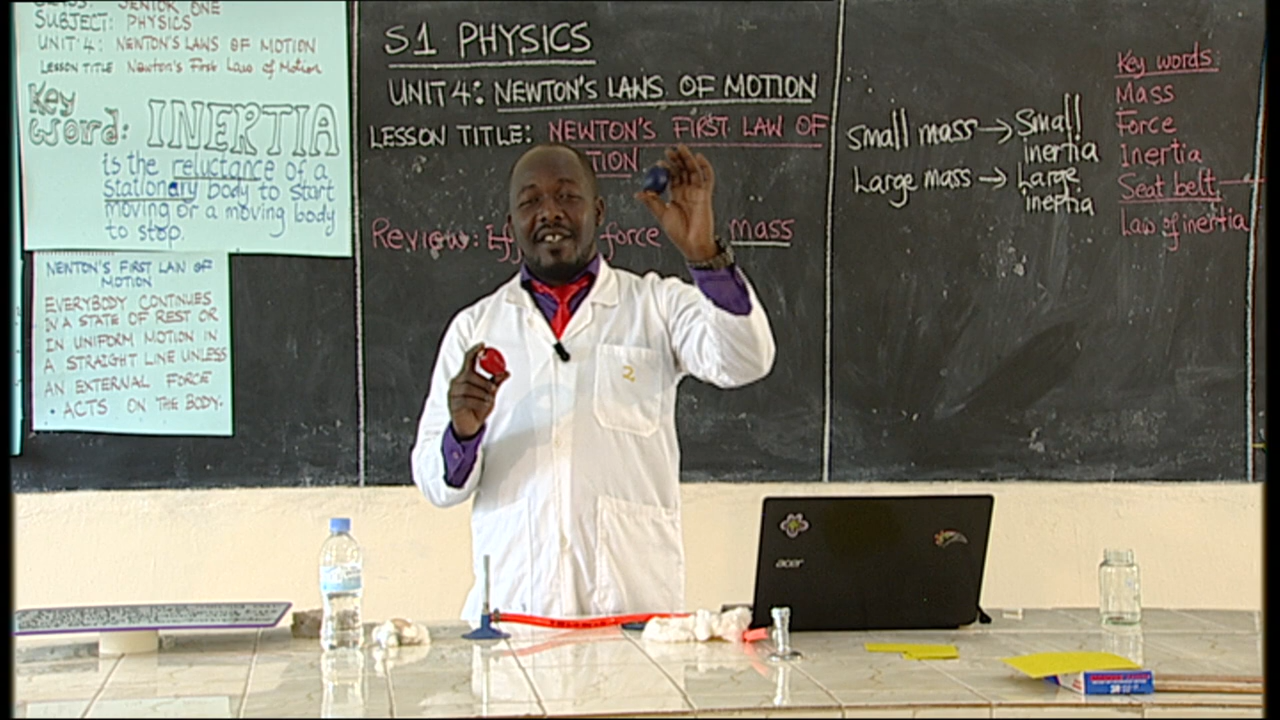 SENIOR ONE
SUBJECT: PHYSICS
UNIT 4: NEWTON'S LAWS OF MOTION
LESSON TITLE Newton's First Law of Motion
Key
Word: INERTIA
is the reluctance of a
stationary body to start
moving or a moving body
to stop.
NEWTON'S FIRST LAW OF
MOTION
EVERYBODY CONTINUES
IN A STATE OF REST OR
IN UNIFORM MOTION IN
A STRAIGHT LINE UNLESS
AN EXTERNAL FORCE
ACTS ON THE BODY.
S1 PHYSICS
UNIT 4: NEWTON'S LAWS OF MOTION
LESSON TITLE: NEWTON'S FIRST LAW OF
TION
Review: force mass
Small mass → Small
inertia
Large mass → Large
inertia
Key words:
Mass
Force
Inertia
Seat belt
Law of inertia
2
acer